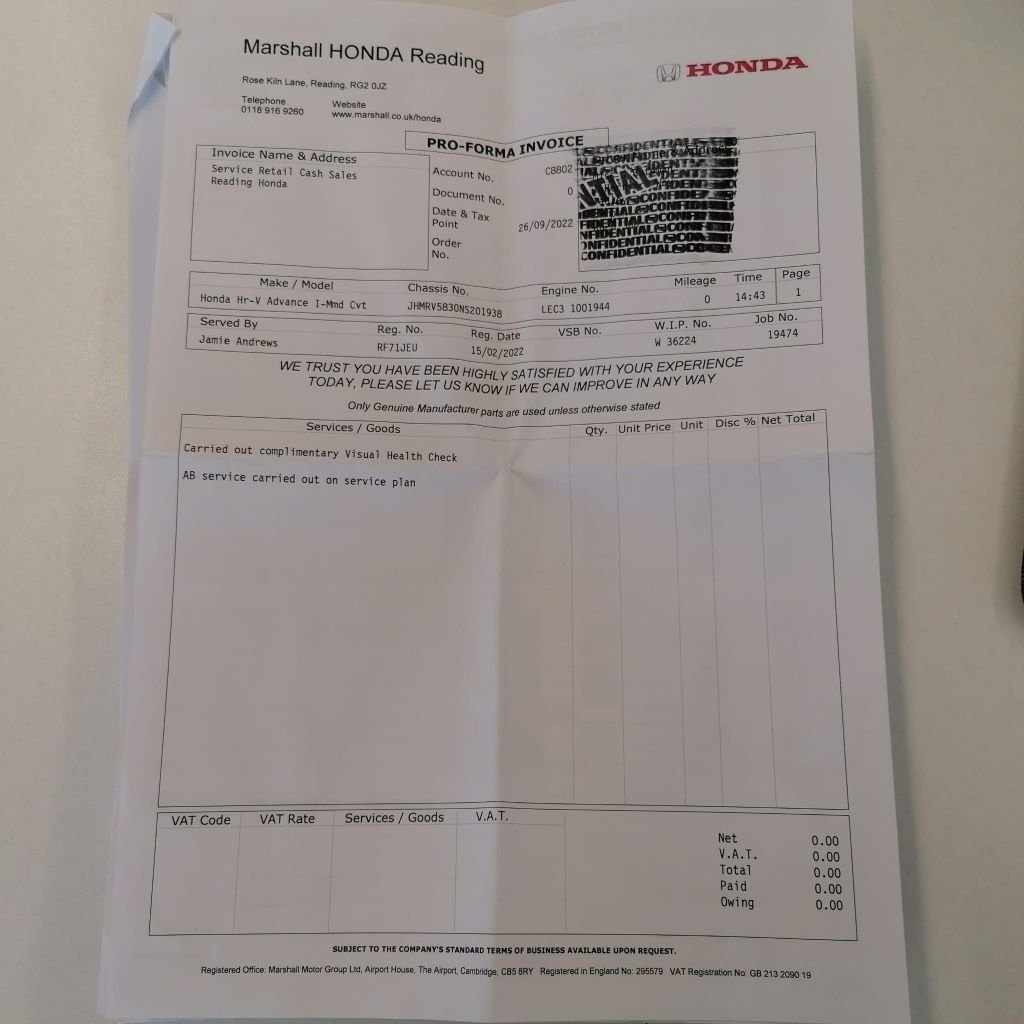 Marshall HONDA Reading
HONDA
Rose Kiln Lane, Reading, RG2 0JZ
Telephone Website
0118 916 9260 www.marshall.co.uk/honda
PRO-FORMA INVOICE
Invoice Name & Address
Service Retail Cash Sales
Reading Honda
Account No. C8802
Document No. 0
Date & Tax
Point 26/09/2022
Order
No.
CONFIDENTIAL
Make / Model Chassis No. Engine No. Mileage Time Page
Honda Hr-V Advance I-Mmd Cvt JHMRV5830NS201938 LEC3 1001944 0 14:43 1
Served By Reg. No. Reg. Date VSB No. W.I.P. No. Job No.
Jamie Andrews RF71JEU 15/02/2022 W 36224 19474
WE TRUST YOU HAVE BEEN HIGHLY SATISFIED WITH YOUR EXPERIENCE
TODAY, PLEASE LET US KNOW IF WE CAN IMPROVE IN ANY WAY
Only Genuine Manufacturer parts are used unless otherwise stated
Services / Goods Qty. Unit Price Unit Disc % Net Total
Carried out complimentary Visual Health Check
AB service carried out on service plan
VAT Code VAT Rate Services / Goods V.A.T.
Net 0.00
V.A.T. 0.00
Total 0.00
Paid 0.00
Owing 0.00
SUBJECT TO THE COMPANY'S STANDARD TERMS OF BUSINESS AVAILABLE UPON REQUEST.
Registered Office: Marshall Motor Group Ltd, Airport House, The Airport, Cambridge, CB5 8RY Registered in England No: 295579 VAT Registration No: GB 213 2090 19